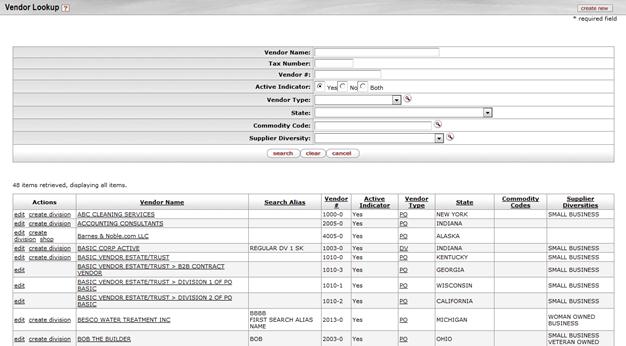 Vendor Lookup ?
create new
* required field
Vendor Name:
Tax Number:
Vendor #:
Active Indicator: Yes No Both
Vendor Type:
State:
Commodity Code:
Supplier Diversity:
search clear cancel
48 items retrieved, displaying all items.
Actions Vendor Name Search Alias Vendor # Active Indicator Vendor Type State Commodity Codes Supplier Diversities
edit create division ABC CLEANING SERVICES 1000-0 Yes PO NEW YORK SMALL BUSINESS
edit create division ACCOUNTING CONSULTANTS 2005-0 Yes PO INDIANA
edit create division shop Barnes & Noble.com LLC 4005-0 Yes PO ALASKA
edit create division BASIC CORP ACTIVE REGULAR DV 1 SK 1003-0 Yes DV INDIANA SMALL BUSINESS
edit create division BASIC VENDOR ESTATE/TRUST 1010-0 Yes PO KENTUCKY SMALL BUSINESS
edit BASIC VENDOR ESTATE/TRUST > B2B CONTRACT VENDOR 1010-3 Yes PO GEORGIA SMALL BUSINESS
edit BASIC VENDOR ESTATE/TRUST > DIVISION 1 OF PO BASIC 1010-1 Yes PO WISCONSIN SMALL BUSINESS
edit BASIC VENDOR ESTATE/TRUST > DIVISION 2 OF PO BASIC 1010-2 Yes PO CALIFORNIA SMALL BUSINESS
edit create division BESCO WATER TREATMENT INC BBBB FIRST SEARCH ALIAS NAME 2013-0 Yes PO MICHIGAN WOMAN OWNED BUSINESS
edit create division BOB THE BUILDER BOB 2003-0 Yes PO OHIO SMALL BUSINESS VETERAN OWNED